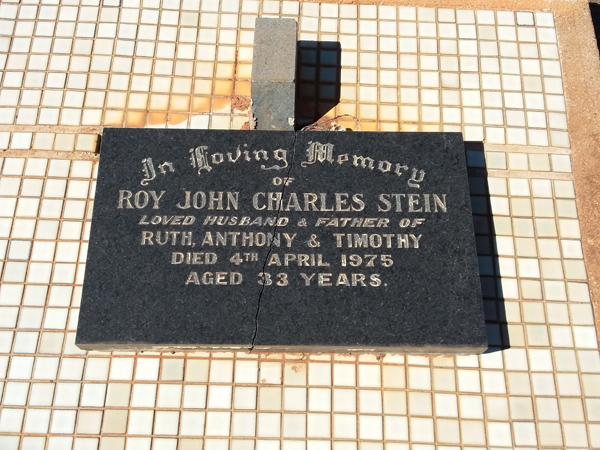 In Loving Memory
OF
ROY JOHN CHARLES STEIN
LOVED HUSBAND & FATHER OF
RUTH, ANTHONY & TIMOTHY
DIED 4TH APRIL 1975
AGED 33 YEARS.